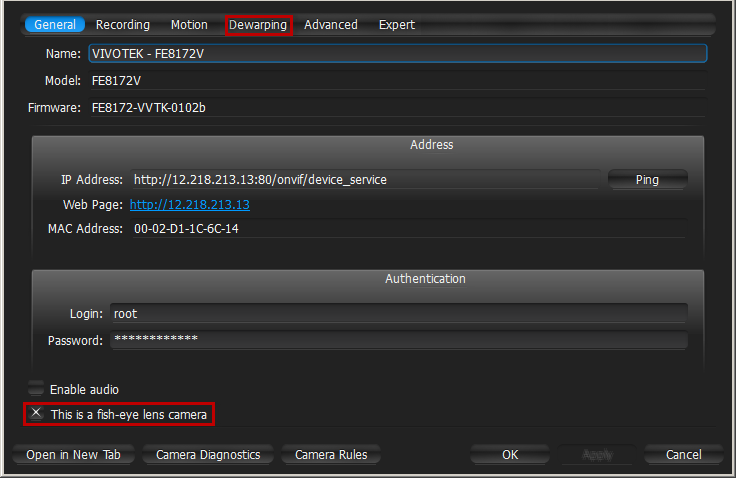 General Recording Motion Dewarping Advanced Expert
Name: VIVOTEK - FE8172V
Model: FE8172V
Firmware: FE8172-VVTK-0102b
Address
IP Address: http://12.218.213.13:80/onvif/device_service Ping
Web Page: http://12.218.213.13
MAC Address: 00-02-D1-1C-6C-14
Authentication
Login: root
Password: ************
Enable audio
This is a fish-eye lens camera
Open in New Tab Camera Diagnostics Camera Rules OK Apply Cancel